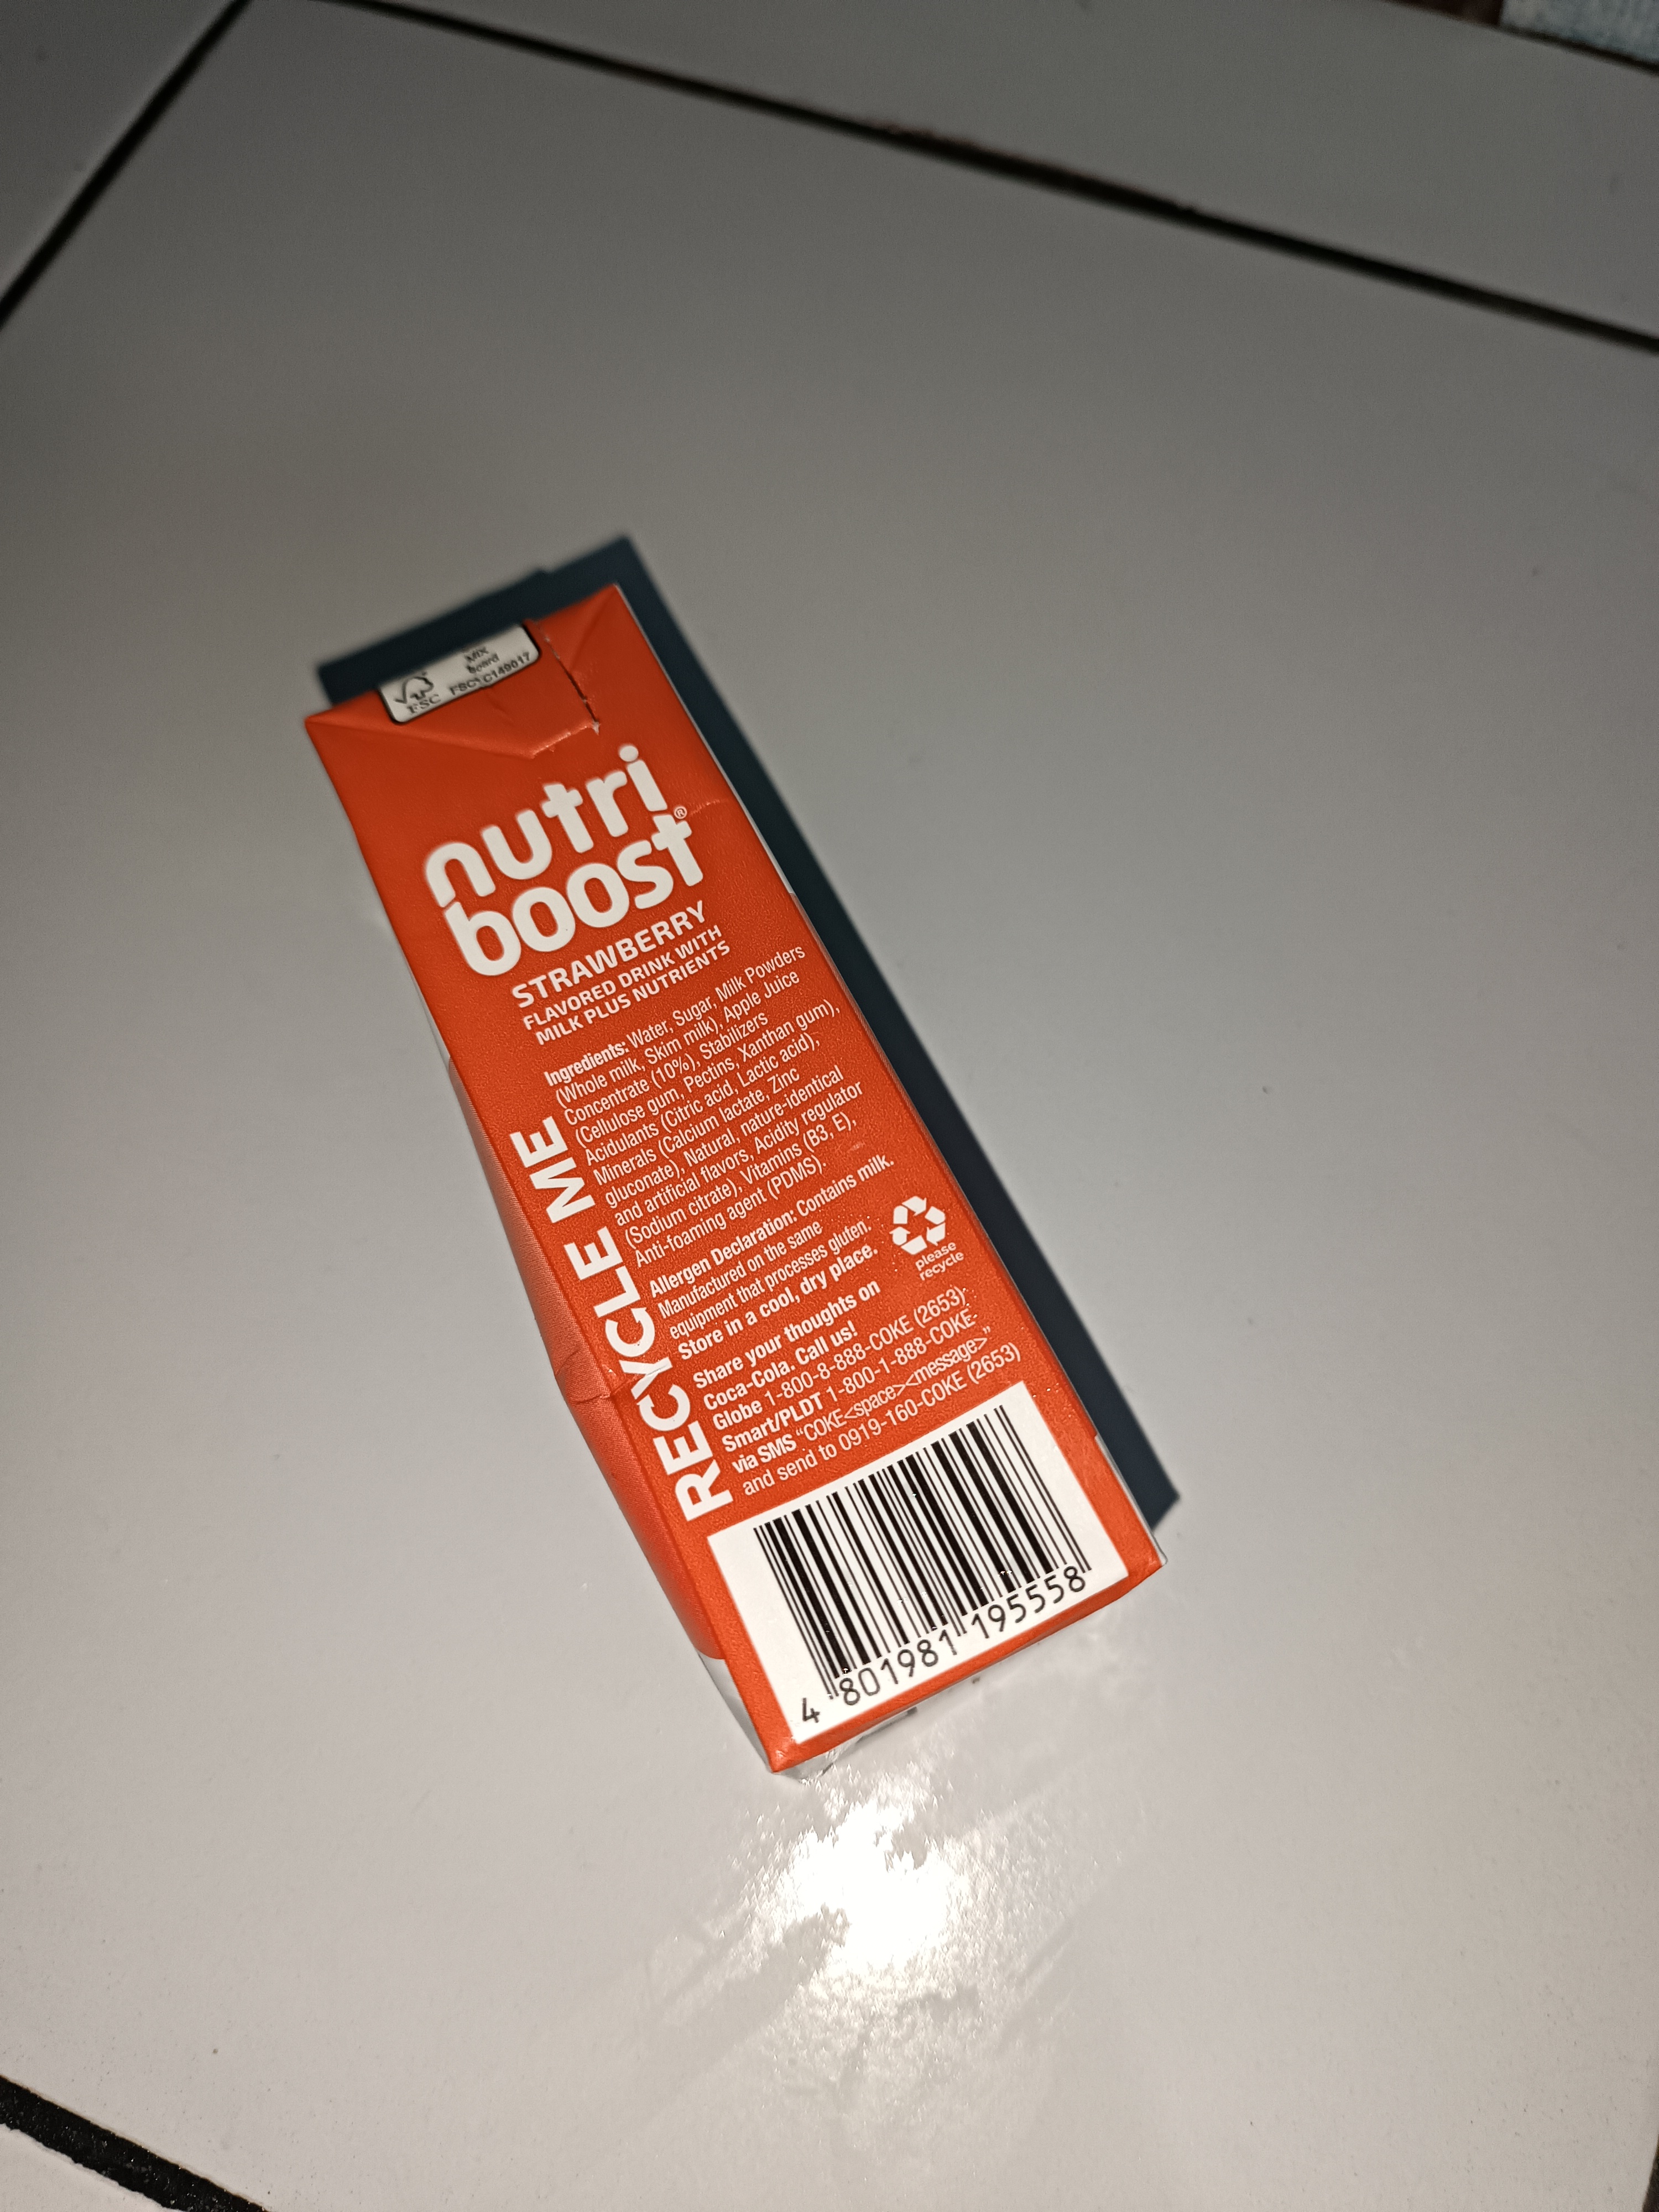 MIX
Board
FSC® C149017
FSC
nutri
boost®
STRAWBERRY
FLAVORED DRINK WITH
MILK PLUS NUTRIENTS
Ingredients: Water, Sugar, Milk Powders
(Whole milk, Skim milk), Apple Juice
Concentrate (10%), Stabilizers
(Cellulose gum, Pectins, Xanthan gum),
Acidulants (Citric acid, Lactic acid),
Minerals (Calcium lactate, Zinc
gluconate), Natural, nature-identical
and artificial flavors, Acidity regulator
(Sodium citrate), Vitamins (B3, E),
Anti-foaming agent (PDMS).
Allergen Declaration: Contains milk.
Manufactured on the same
equipment that processes gluten.
Store in a cool, dry place.
please
recycle
RECYCLE ME
Share your thoughts on
Coca-Cola. Call us!
Globe 1-800-8-888-COKE (2653)
Smart/PLDT 1-800-1-888-COKE
via SMS “COKE<space><message>”
and send to 0919-160-COKE (2653)
4 801981 195558